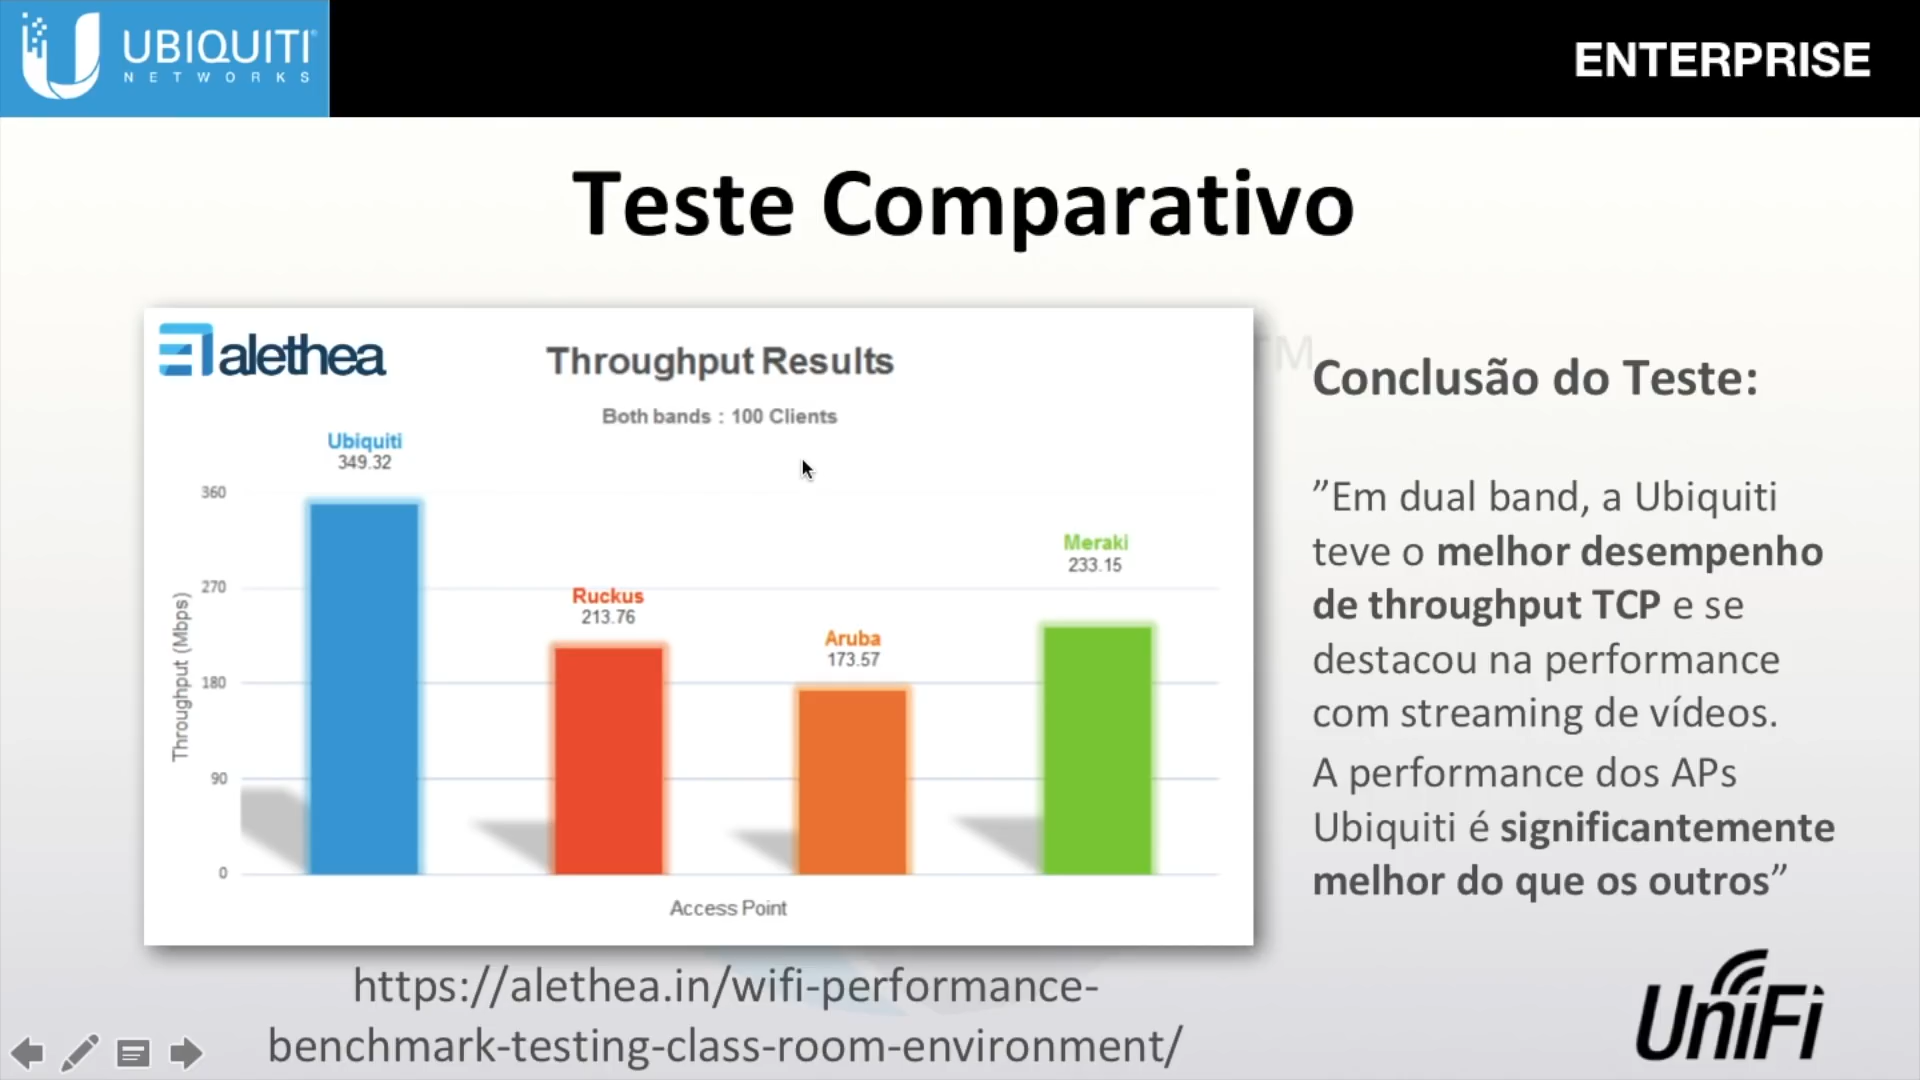 UBIQUITI
NETWORKS
ENTERPRISE
Teste Comparativo
alethea
Throughput Results
Both bands : 100 Clients
Ubiquiti
349.32
Ruckus
213.76
Aruba
173.57
Meraki
233.15
360
270
180
90
0
Throughput (Mbps)
Access Point
TM
Conclusão do Teste:
”Em dual band, a Ubiquiti
teve o melhor desempenho
de throughput TCP e se
destacou na performance
com streaming de vídeos.
A performance dos APs
Ubiquiti é significantemente
melhor do que os outros”
https://alethea.in/wifi-performance-
benchmark-testing-class-room-environment/
UniFi